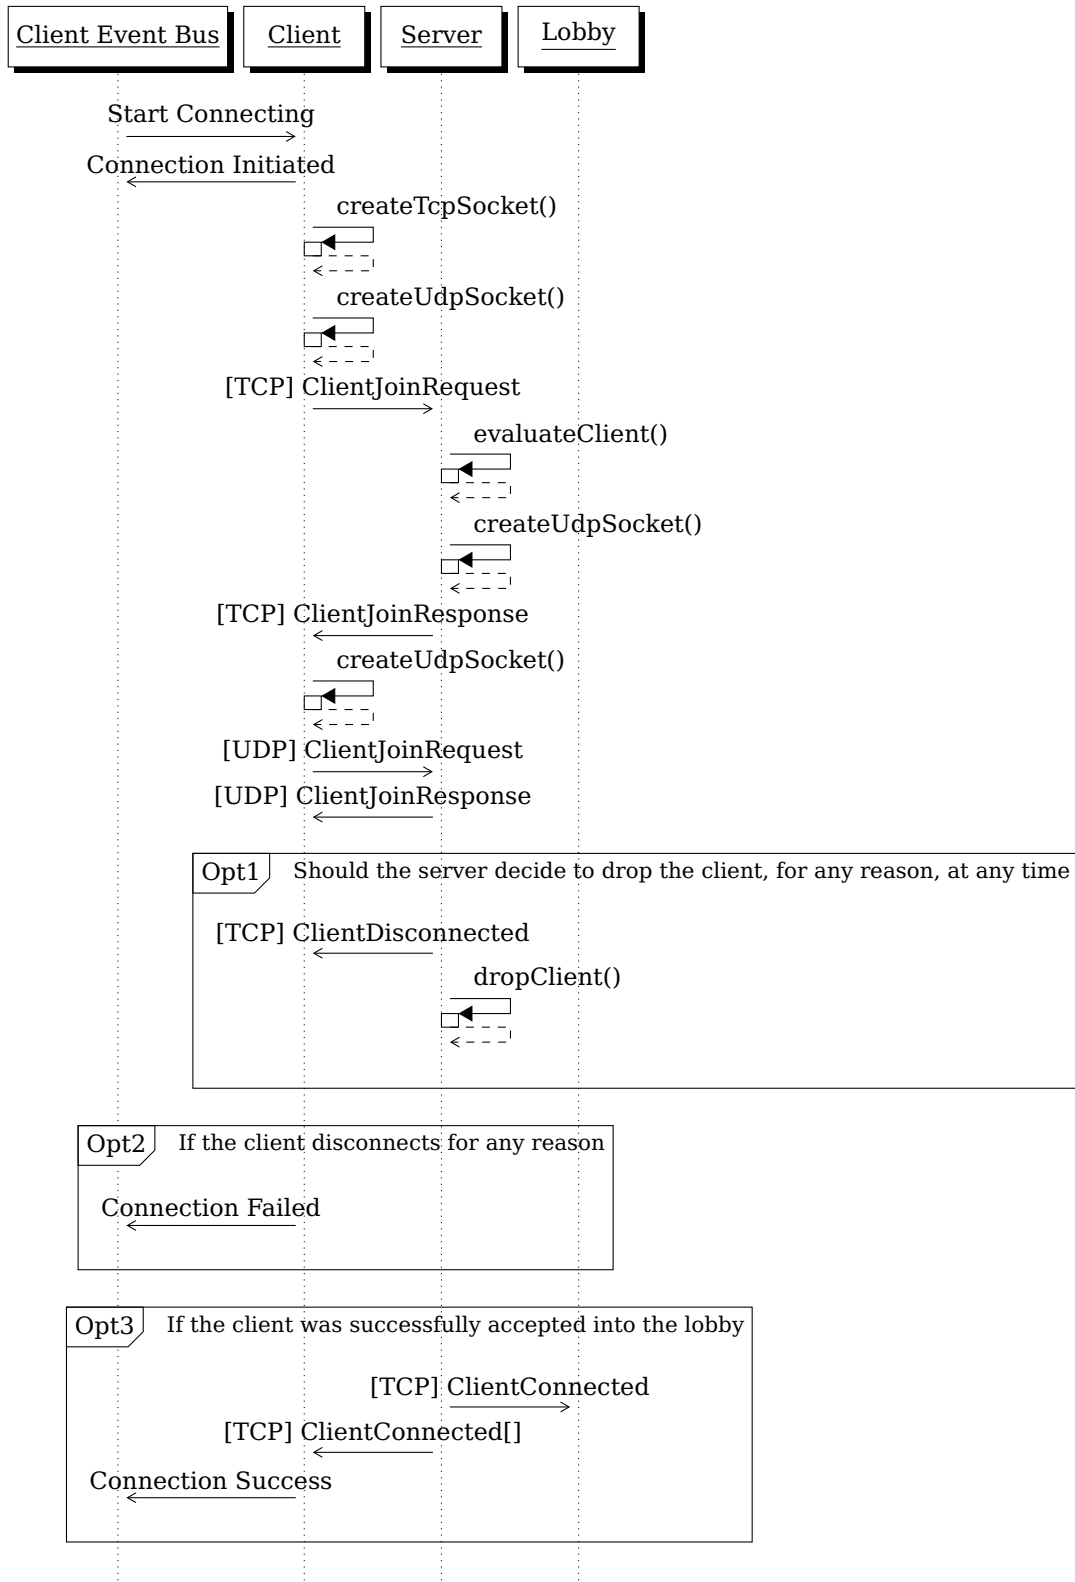 Client Event Bus
Client
Server
Lobby
Start Connecting
Connection Initiated
createTcpSocket()
createUdpSocket()
[TCP] ClientJoinRequest
evaluateClient()
createUdpSocket()
[TCP] ClientJoinResponse
createUdpSocket()
[UDP] ClientJoinRequest
[UDP] ClientJoinResponse
Opt1 Should the server decide to drop the client, for any reason, at any time
[TCP] ClientDisconnected
dropClient()
Opt2 If the client disconnects for any reason
Connection Failed
Opt3 If the client was successfully accepted into the lobby
[TCP] ClientConnected
[TCP] ClientConnected[]
Connection Success